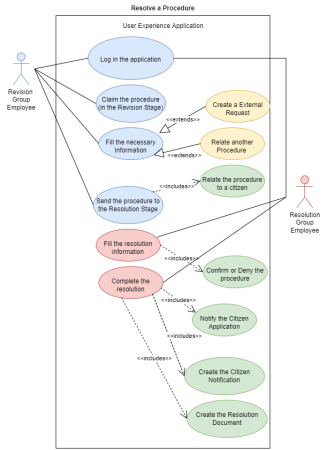 Resolve a Procedure
User Experience Application
Log in the application
Revision
Group
Employee
Claim the procedure
(in the Revision Stage)
Create a External
Request
<<extends>>
Fill the necessary
Information
Relate another
Procedure
<<extends>>
Relate the procedure
to a citizen
<<includes>>
Send the procedure to
the Resolution Stage
Resolution
Group
Employee
Fill the resolution
information
<<includes>>
Confirm or Deny the
procedure
Complete the
resolution
<<includes>>
Notify the Citizen
Application
<<includes>>
<<includes>>
Create the Citizen
Notification
Create the Resolution
Document